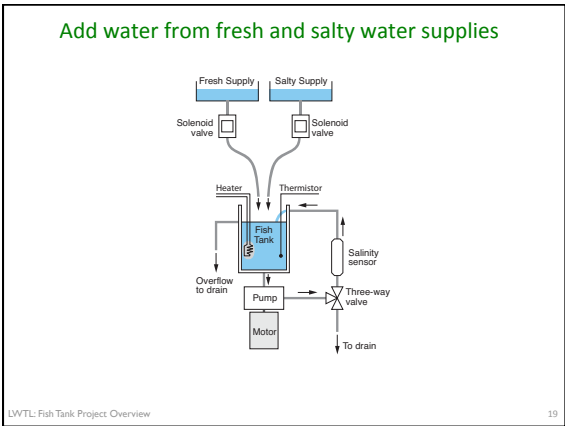 Add water from fresh and salty water supplies
Fresh Supply
Salty Supply
Solenoid
valve
Solenoid
valve
Heater
Thermistor
Fish
Tank
Salinity
sensor
Overflow
to drain
Pump
Three-way
valve
Motor
To drain
LWTL: Fish Tank Project Overview
19